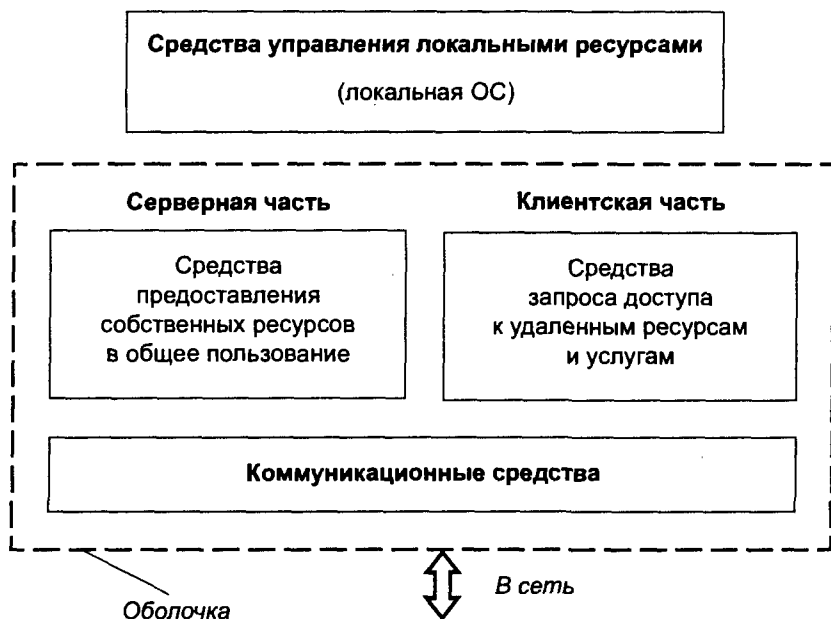 Средства управления локальными ресурсами
(локальная ОС)
Серверная часть
Средства
предоставления
собственных ресурсов
в общее пользование
Клиентская часть
Средства
запроса доступа
к удаленным ресурсам
и услугам
Коммуникационные средства
Оболочка
В сеть